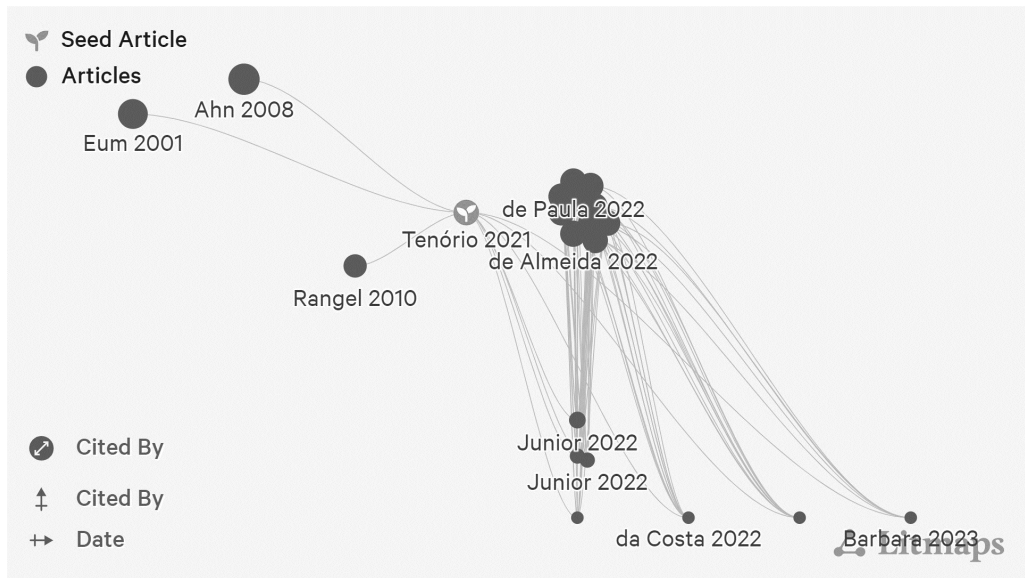 Seed Article
Articles
Ahn 2008
Eum 2001
de Paula 2022
Tenório 2021
de Almeida 2022
Rangel 2010
Junior 2022
Cited By
Junior 2022
Cited By
da Costa 2022
Barbara 2023
Date
Litmaps